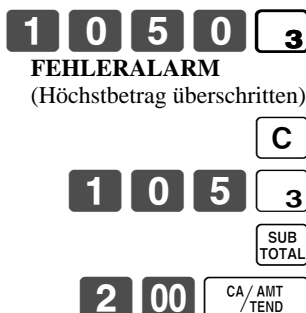 1 0 5 0 3
FEHLERALARM
(Höchstbetrag überschritten)
C
1 0 5 3
SUB
TOTAL
2 00 CA/AMT
/TEND